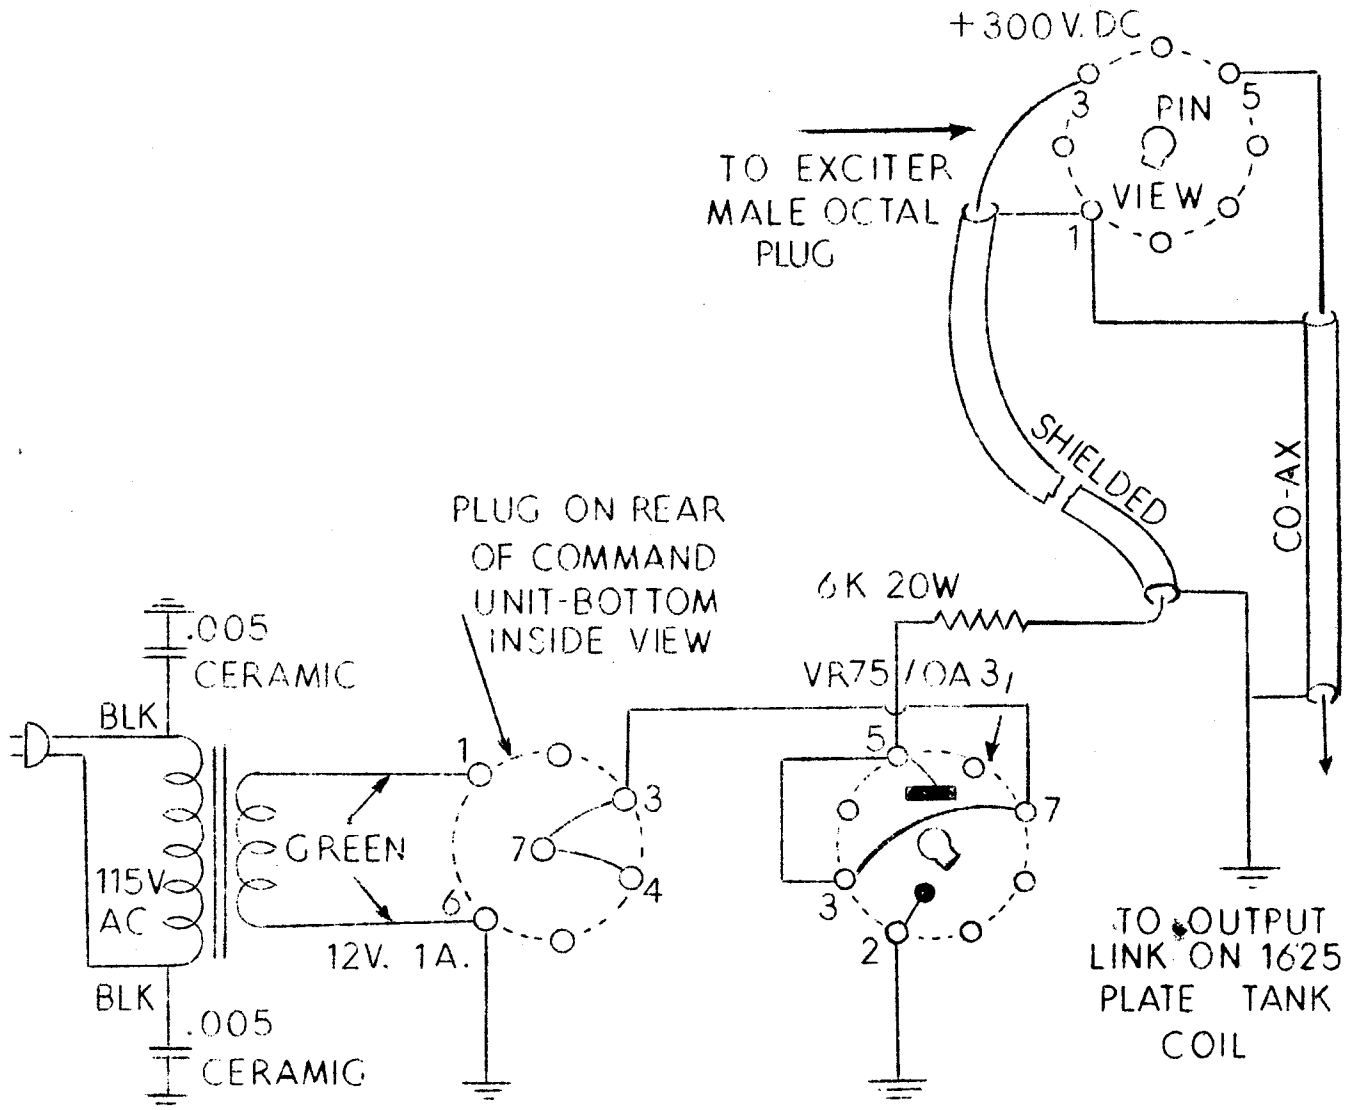 +300V. DC
3
5
PIN
VIEW
1
TO EXCITER
MALE OCTAL
PLUG
SHIELDED
CO-AX
PLUG ON REAR
OF COMMAND
UNIT-BOTTOM
INSIDE VIEW
6K 20W
VR75/OA3
.005
CERAMIC
BLK
115V
AC
BLK
.005
CERAMIC
GREEN
12V. 1A.
1
3
7
4
6
5
7
3
2
TO OUTPUT
LINK ON 1625
PLATE TANK
COIL